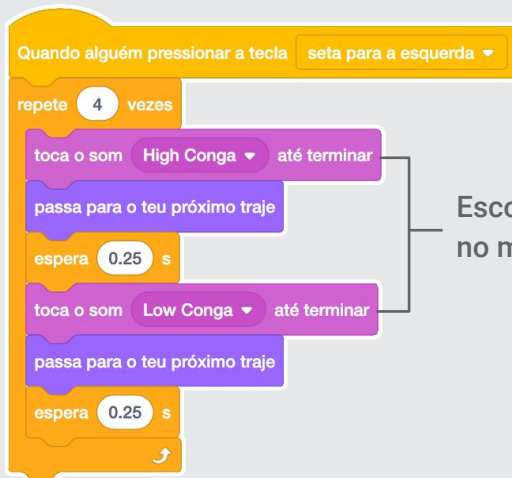 Quando alguém pressionar a tecla seta para a esquerda
repete 4 vezes
toca o som High Conga até terminar
passa para o teu próximo traje
espera 0.25 s
toca o som Low Conga até terminar
passa para o teu próximo traje
espera 0.25 s
no